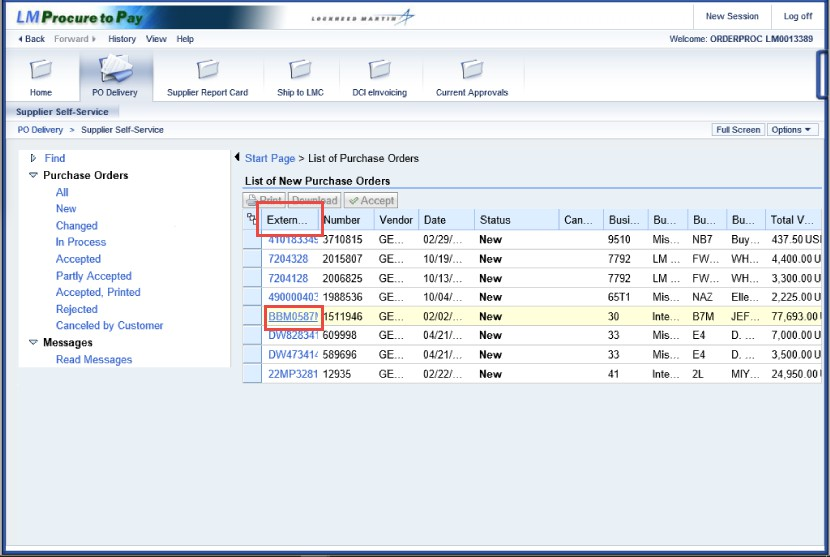 LM Procure to Pay LOCKHEED MARTIN New Session Log off
Back Forward History View Help Welcome: ORDERPROC LM0013389
Home PO Delivery Supplier Report Card Ship to LMC DCI eInvoicing Current Approvals
Supplier Self-Service
PO Delivery > Supplier Self-Service Full Screen Options
Find
Purchase Orders
All
New
Changed
In Process
Accepted
Partly Accepted
Accepted, Printed
Rejected
Canceled by Customer
Messages
Read Messages
Start Page > List of Purchase Orders
List of New Purchase Orders
Print Download Accept
Extern... Number Vendor Date Status Can... Busi... Bu... Bu... Bu... Total V...
410183345 3710815 GE... 02/29/... New 9510 Mis... NB7 Buy... 437.50 USI
7204328 2015807 GE... 10/19/... New 7792 LM ... FW... WH... 4,400.00 U
7204128 2006825 GE... 10/13/... New 7792 LM ... FW... WH... 3,300.00 U
490000403 1988536 GE... 10/04/... New 65T1 Mis... NAZ Elle... 2,225.00 U
BBM0587M 1511946 GE... 02/02/... New 30 Inte... B7M JEF... 77,693.00 U
DW828341 609998 GE... 04/21/... New 33 Mis... E4 D. ... 7,000.00 U
DW473414 589696 GE... 04/21/... New 33 Mis... E4 D. ... 3,500.00 U
22MP3281 12935 GE... 02/22/... New 41 Inte... 2L MIY... 24,950.00 U